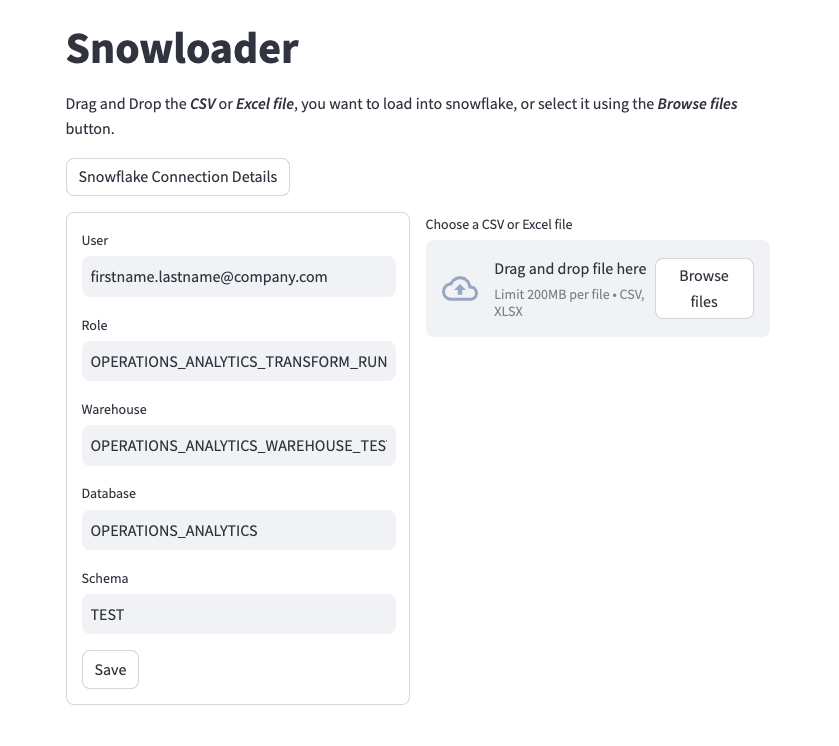 Snowloader
Drag and Drop the CSV or Excel file, you want to load into snowflake, or select it using the Browse files
button.
Snowflake Connection Details
User
firstname.lastname@company.com
Role
OPERATIONS_ANALYTICS_TRANSFORM_RUN
Warehouse
OPERATIONS_ANALYTICS_WAREHOUSE_TEST
Database
OPERATIONS_ANALYTICS
Schema
TEST
Save
Choose a CSV or Excel file
Drag and drop file here
Limit 200MB per file • CSV,
XLSX
Browse
files